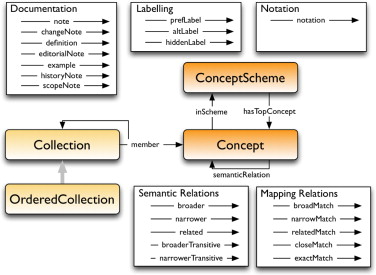 Documentation
note
changeNote
definition
editorialNote
example
historyNote
scopeNote
Labelling
prefLabel
altLabel
hiddenLabel
Notation
notation
ConceptScheme
inScheme
hasTopConcept
Collection
member
Concept
semanticRelation
OrderedCollection
Semantic Relations
broader
narrower
related
broaderTransitive
narrowerTransitive
Mapping Relations
broadMatch
narrowMatch
relatedMatch
closeMatch
exactMatch